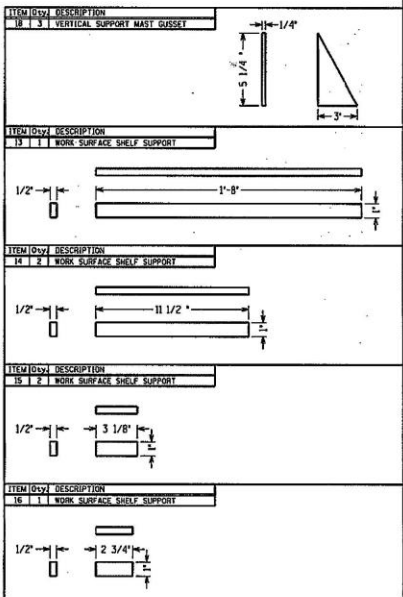 ITEM Qty. DESCRIPTION
18 3 VERTICAL SUPPORT MAST GUSSET
1/4"
5 1/4 "
3"
ITEM Qty. DESCRIPTION
13 1 WORK SURFACE SHELF SUPPORT
1/2"
1'-8"
1"
ITEM Qty. DESCRIPTION
14 2 WORK SURFACE SHELF SUPPORT
1/2"
11 1/2 "
1"
ITEM Qty. DESCRIPTION
15 2 WORK SURFACE SHELF SUPPORT
1/2"
3 1/8"
1"
ITEM Qty. DESCRIPTION
16 1 WORK SURFACE SHELF SUPPORT
1/2"
2 3/4"
1"